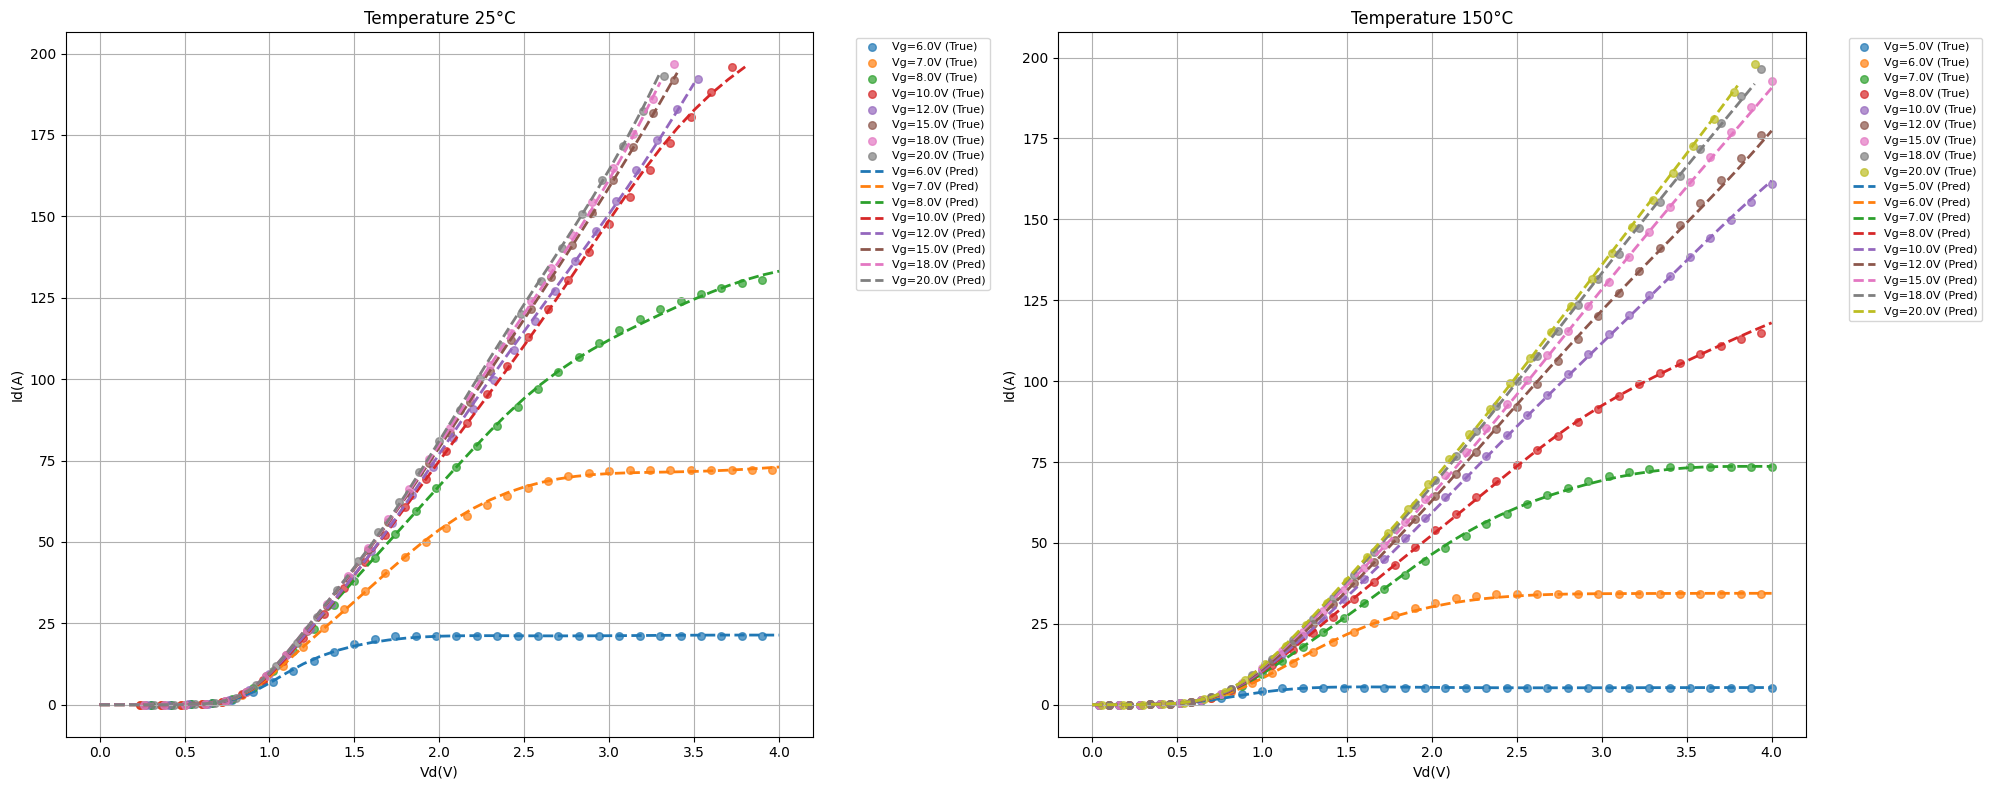 Temperature 25°C
200
175
150
125
100
75
50
25
0
Id(A)
0.0 0.5 1.0 1.5 2.0 2.5 3.0 3.5 4.0
Vd(V)
Vg=6.0V (True)
Vg=7.0V (True)
Vg=8.0V (True)
Vg=10.0V (True)
Vg=12.0V (True)
Vg=15.0V (True)
Vg=18.0V (True)
Vg=20.0V (True)
Vg=6.0V (Pred)
Vg=7.0V (Pred)
Vg=8.0V (Pred)
Vg=10.0V (Pred)
Vg=12.0V (Pred)
Vg=15.0V (Pred)
Vg=18.0V (Pred)
Vg=20.0V (Pred)
Temperature 150°C
200
175
150
125
100
75
50
25
0
Id(A)
0.0 0.5 1.0 1.5 2.0 2.5 3.0 3.5 4.0
Vd(V)
Vg=5.0V (True)
Vg=6.0V (True)
Vg=7.0V (True)
Vg=8.0V (True)
Vg=10.0V (True)
Vg=12.0V (True)
Vg=15.0V (True)
Vg=18.0V (True)
Vg=20.0V (True)
Vg=5.0V (Pred)
Vg=6.0V (Pred)
Vg=7.0V (Pred)
Vg=8.0V (Pred)
Vg=10.0V (Pred)
Vg=12.0V (Pred)
Vg=15.0V (Pred)
Vg=18.0V (Pred)
Vg=20.0V (Pred)